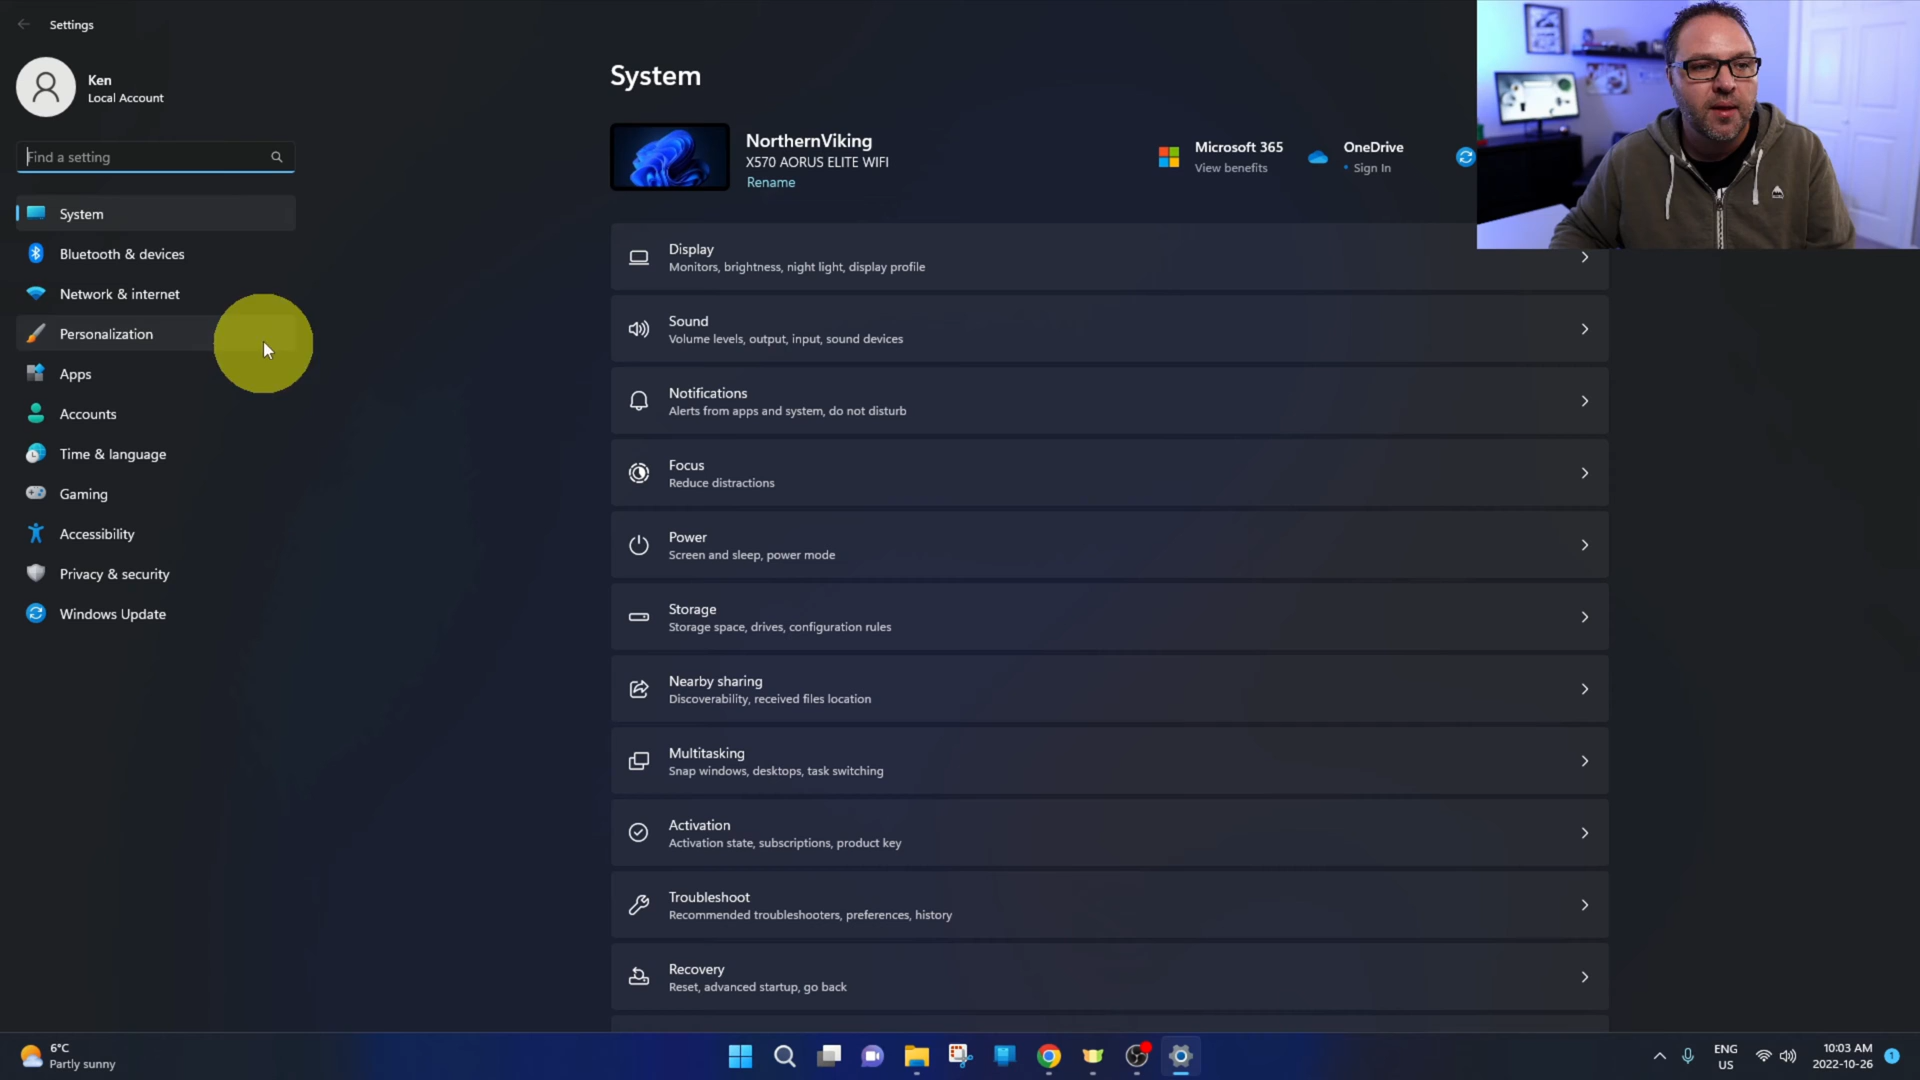 Settings
Ken
Local Account
Find a setting
System
Bluetooth & devices
Network & internet
Personalization
Apps
Accounts
Time & language
Gaming
Accessibility
Privacy & security
Windows Update
System
NorthernViking
X570 AORUS ELITE WIFI
Rename
Microsoft 365
View benefits
OneDrive
• Sign In
Display
Monitors, brightness, night light, display profile
Sound
Volume levels, output, input, sound devices
Notifications
Alerts from apps and system, do not disturb
Focus
Reduce distractions
Power
Screen and sleep, power mode
Storage
Storage space, drives, configuration rules
Nearby sharing
Discoverability, received files location
Multitasking
Snap windows, desktops, task switching
Activation
Activation state, subscriptions, product key
Troubleshoot
Recommended troubleshooters, preferences, history
Recovery
Reset, advanced startup, go back
6°C
Partly sunny
ENG
US
10:03 AM
2022-10-26
1